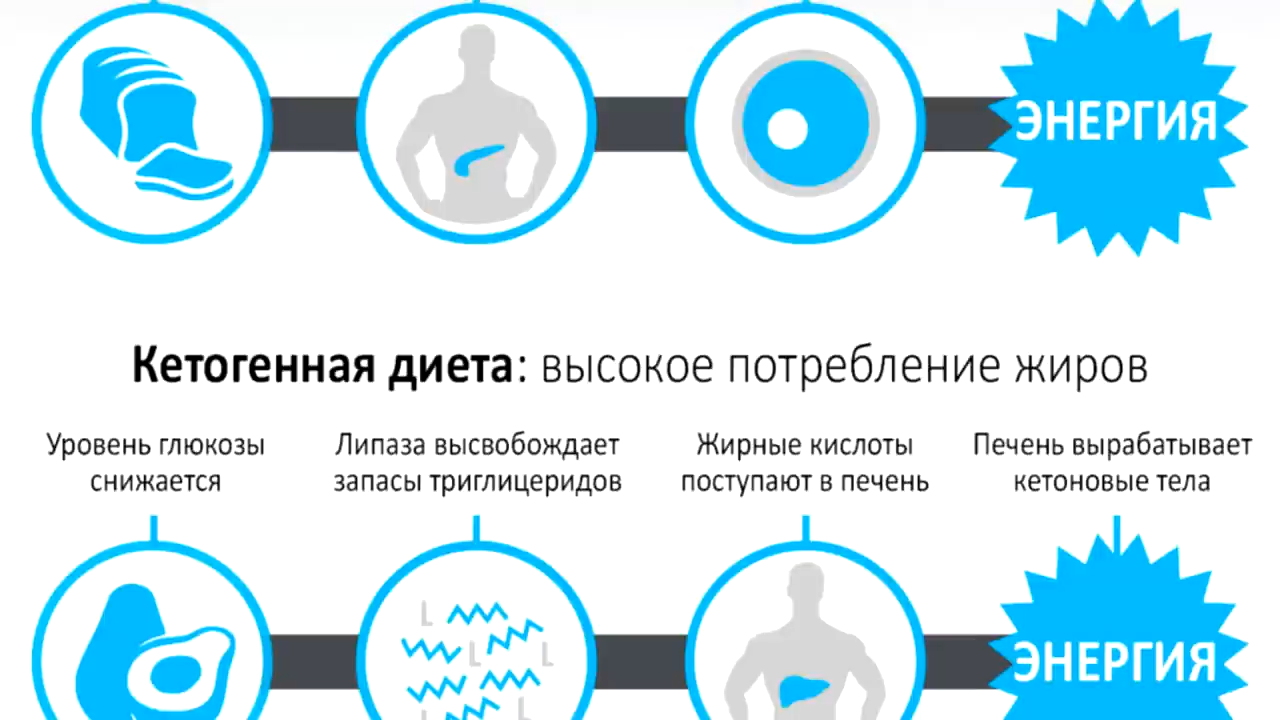 ЭНЕРГИЯ
Кетогенная диета: высокое потребление жиров
Уровень глюкозы
снижается
Липаза высвобождает
запасы триглицеридов
Жирные кислоты
поступают в печень
Печень вырабатывает
кетоновые тела
L
L
L
L
L
ЭНЕРГИЯ